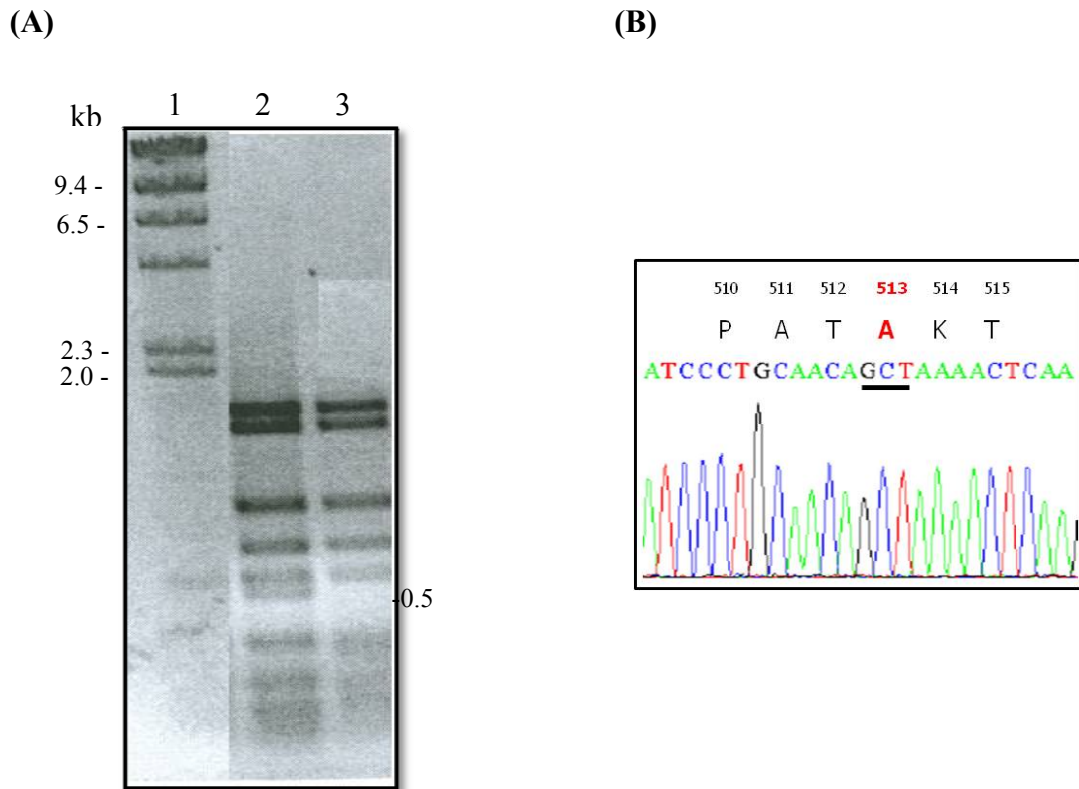 (A)
(B)
kb
1 2 3
9.4 -
6.5 -
2.3 -
2.0 -
-0.5
510 511 512 513 514 515
P A T A K T
ATCCCTGCAACAGCTAAAACTCAA